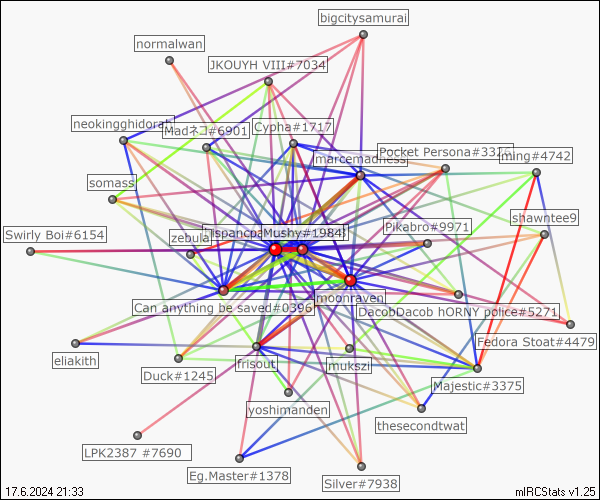 bigcitysamurai
normalwan
JKOUYH VIII#7034
neokingghidorah
Madネコ#6901
Cypha#1717
marcemadness
Pocket Persona#3326
ming#4742
somass
shawntee9
Swirly Boi#6154
zebula
Mushy#1984
Pikabro#9971
Can anything be saved#0396
moonraven
DacobDacob hORNY police#5271
Fedora Stoat#4479
eliakith
Duck#1245
frisout
mukszi
Majestic#3375
yoshimanden
thesecondtwat
LPK2387 #7690
Eg.Master#1378
Silver#7938
17.6.2024 21:33
mIRCStats v1.25